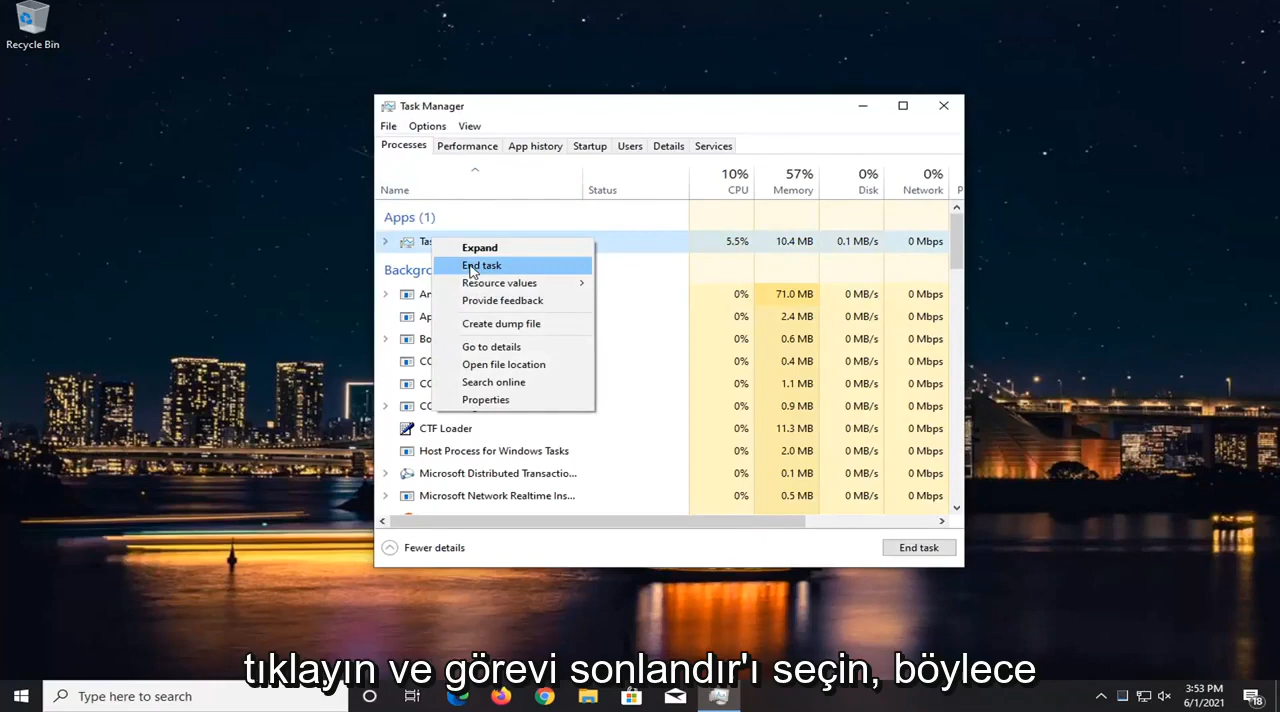 Recycle Bin
Task Manager
File Options View
Processes Performance App history Startup Users Details Services
10% 57% 0% 0%
Name Status CPU Memory Disk Network P
Apps (1)
5.5% 10.4 MB 0.1 MB/s 0 Mbps
Expand
End task
Resource values
Provide feedback
Create dump file
Go to details
Open file location
Search online
Properties
0% 71.0 MB 0 MB/s 0 Mbps
0% 2.4 MB 0 MB/s 0 Mbps
0% 0.6 MB 0 MB/s 0 Mbps
0% 0.4 MB 0 MB/s 0 Mbps
0% 1.1 MB 0 MB/s 0 Mbps
0% 0.9 MB 0 MB/s 0 Mbps
CTF Loader 0% 11.3 MB 0 MB/s 0 Mbps
Host Process for Windows Tasks 0% 2.0 MB 0 MB/s 0 Mbps
Microsoft Distributed Transactio... 0% 0.1 MB 0 MB/s 0 Mbps
Microsoft Network Realtime Ins... 0% 0.5 MB 0 MB/s 0 Mbps
Fewer details End task
tıklayın ve görevi sonlandır'ı seçin, böylece
Type here to search
3:53 PM
6/1/2021
18